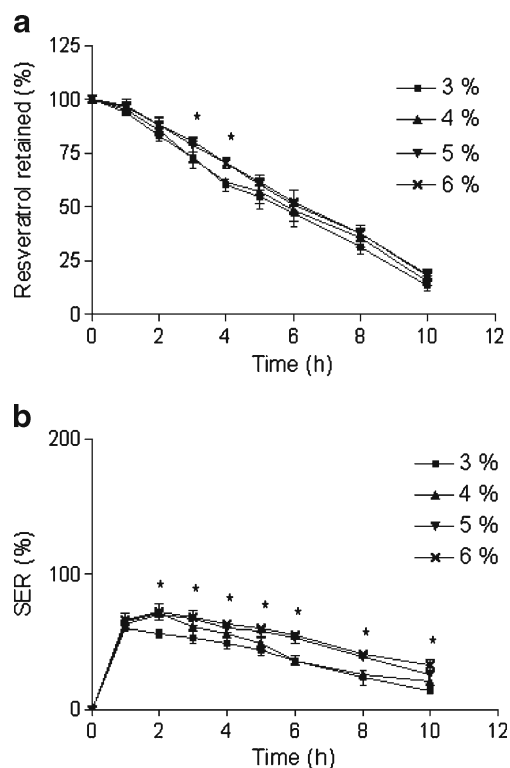 a
Resveratrol retained (%)
125
100
75
50
25
0
* *
3 %
4 %
5 %
6 %
0 2 4 6 8 10 12
Time (h)
b
SER (%)
200
100
0
* * * * * * *
3 %
4 %
5 %
6 %
0 2 4 6 8 10 12
Time (h)